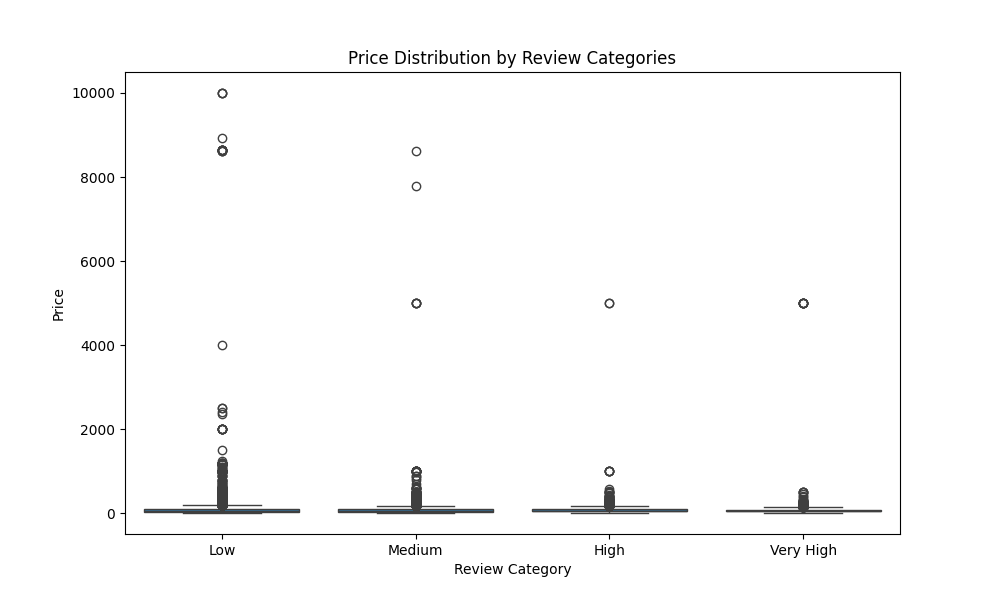 Price Distribution by Review Categories
10000
8000
6000
4000
2000
0
Price
Low Medium High Very High
Review Category